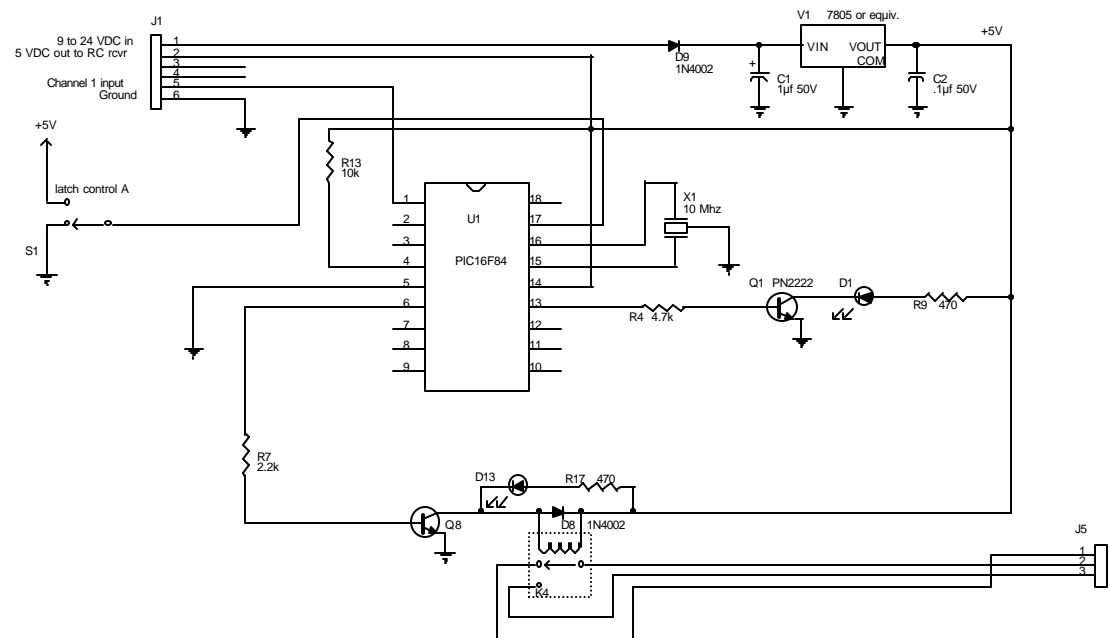 J1
9 to 24 VDC in
5 VDC out to RC rcvr
Channel 1 input
Ground
1
2
3
4
5
6
V1 7805 or equiv.
VIN VOUT
COM
+5V
D9
1N4002
+
C1
1µf 50V
C2
.1µf 50V
+5V
latch control A
S1
R13
10k
U1
PIC16F84
1
2
3
4
5
6
7
8
9
18
17
16
15
14
13
12
11
10
X1
10 Mhz
Q1 PN2222
D1
R4 4.7k
R9 470
R7
2.2k
D13
R17 470
Q8
D8 1N4002
K4
J5
1
2
3